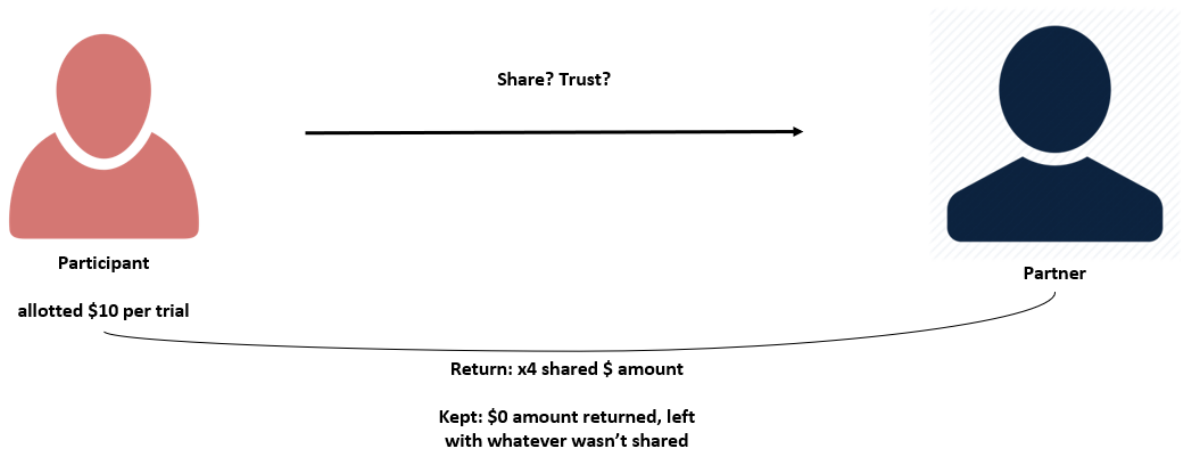 Share? Trust?
Participant
Partner
allotted $10 per trial
Return: x4 shared $ amount
Kept: $0 amount returned, left
with whatever wasn't shared